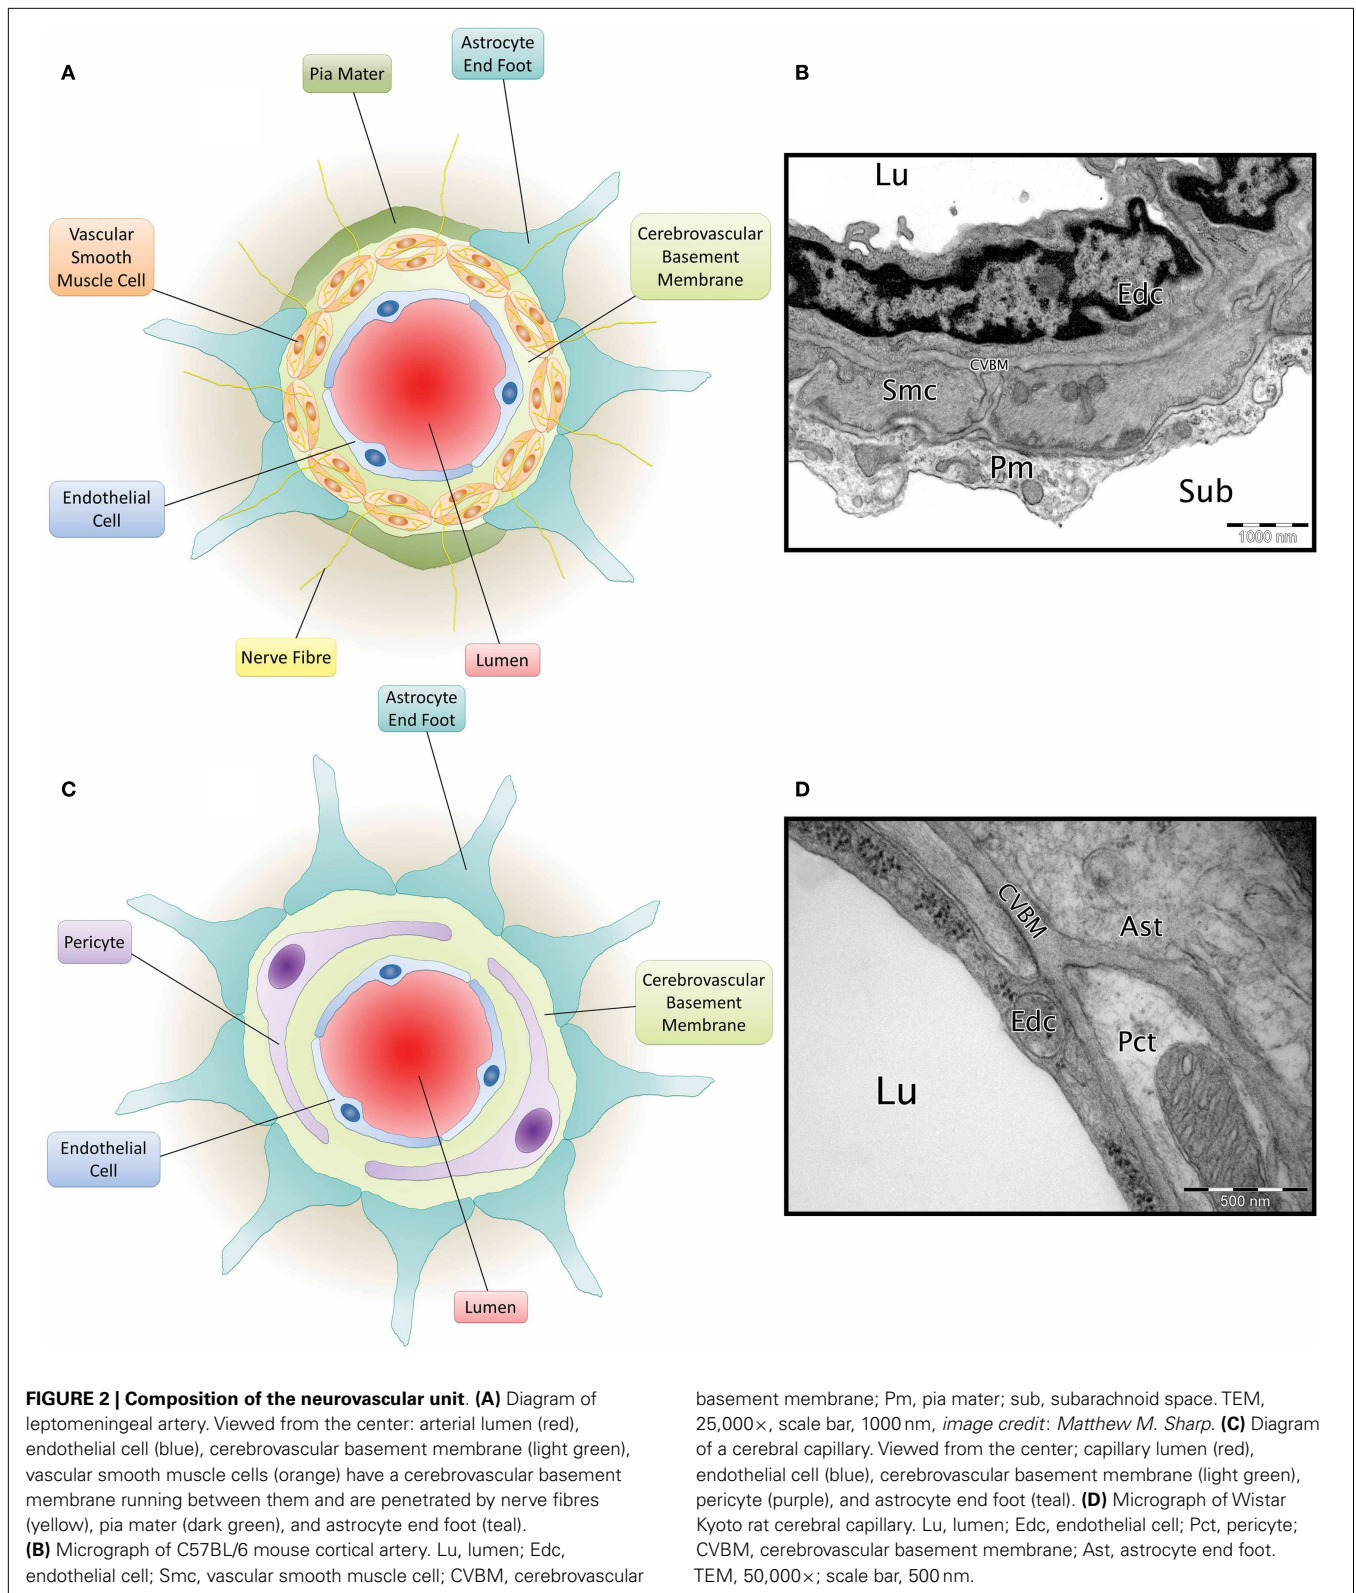 A
Pia Mater
Astrocyte
End Foot
Vascular
Smooth
Muscle Cell
Cerebrovascular
Basement
Membrane
Endothelial
Cell
Nerve Fibre
Lumen
B
Lu
Edc
CVBM
Smc
Pm
Sub
1000 nm
C
Astrocyte
End Foot
Pericyte
Cerebrovascular
Basement
Membrane
Endothelial
Cell
Lumen
D
CVBM
Ast
Edc
Pct
Lu
500 nm
FIGURE 2 | Composition of the neurovascular unit. (A) Diagram of
leptomeningeal artery. Viewed from the center: arterial lumen (red),
endothelial cell (blue), cerebrovascular basement membrane (light green),
vascular smooth muscle cells (orange) have a cerebrovascular basement
membrane running between them and are penetrated by nerve fibres
(yellow), pia mater (dark green), and astrocyte end foot (teal).
(B) Micrograph of C57BL/6 mouse cortical artery. Lu, lumen; Edc,
endothelial cell; Smc, vascular smooth muscle cell; CVBM, cerebrovascular
basement membrane; Pm, pia mater; sub, subarachnoid space. TEM,
25,000×, scale bar, 1000 nm, image credit: Matthew M. Sharp. (C) Diagram
of a cerebral capillary. Viewed from the center; capillary lumen (red),
endothelial cell (blue), cerebrovascular basement membrane (light green),
pericyte (purple), and astrocyte end foot (teal). (D) Micrograph of Wistar
Kyoto rat cerebral capillary. Lu, lumen; Edc, endothelial cell; Pct, pericyte;
CVBM, cerebrovascular basement membrane; Ast, astrocyte end foot.
TEM, 50,000×; scale bar, 500 nm.